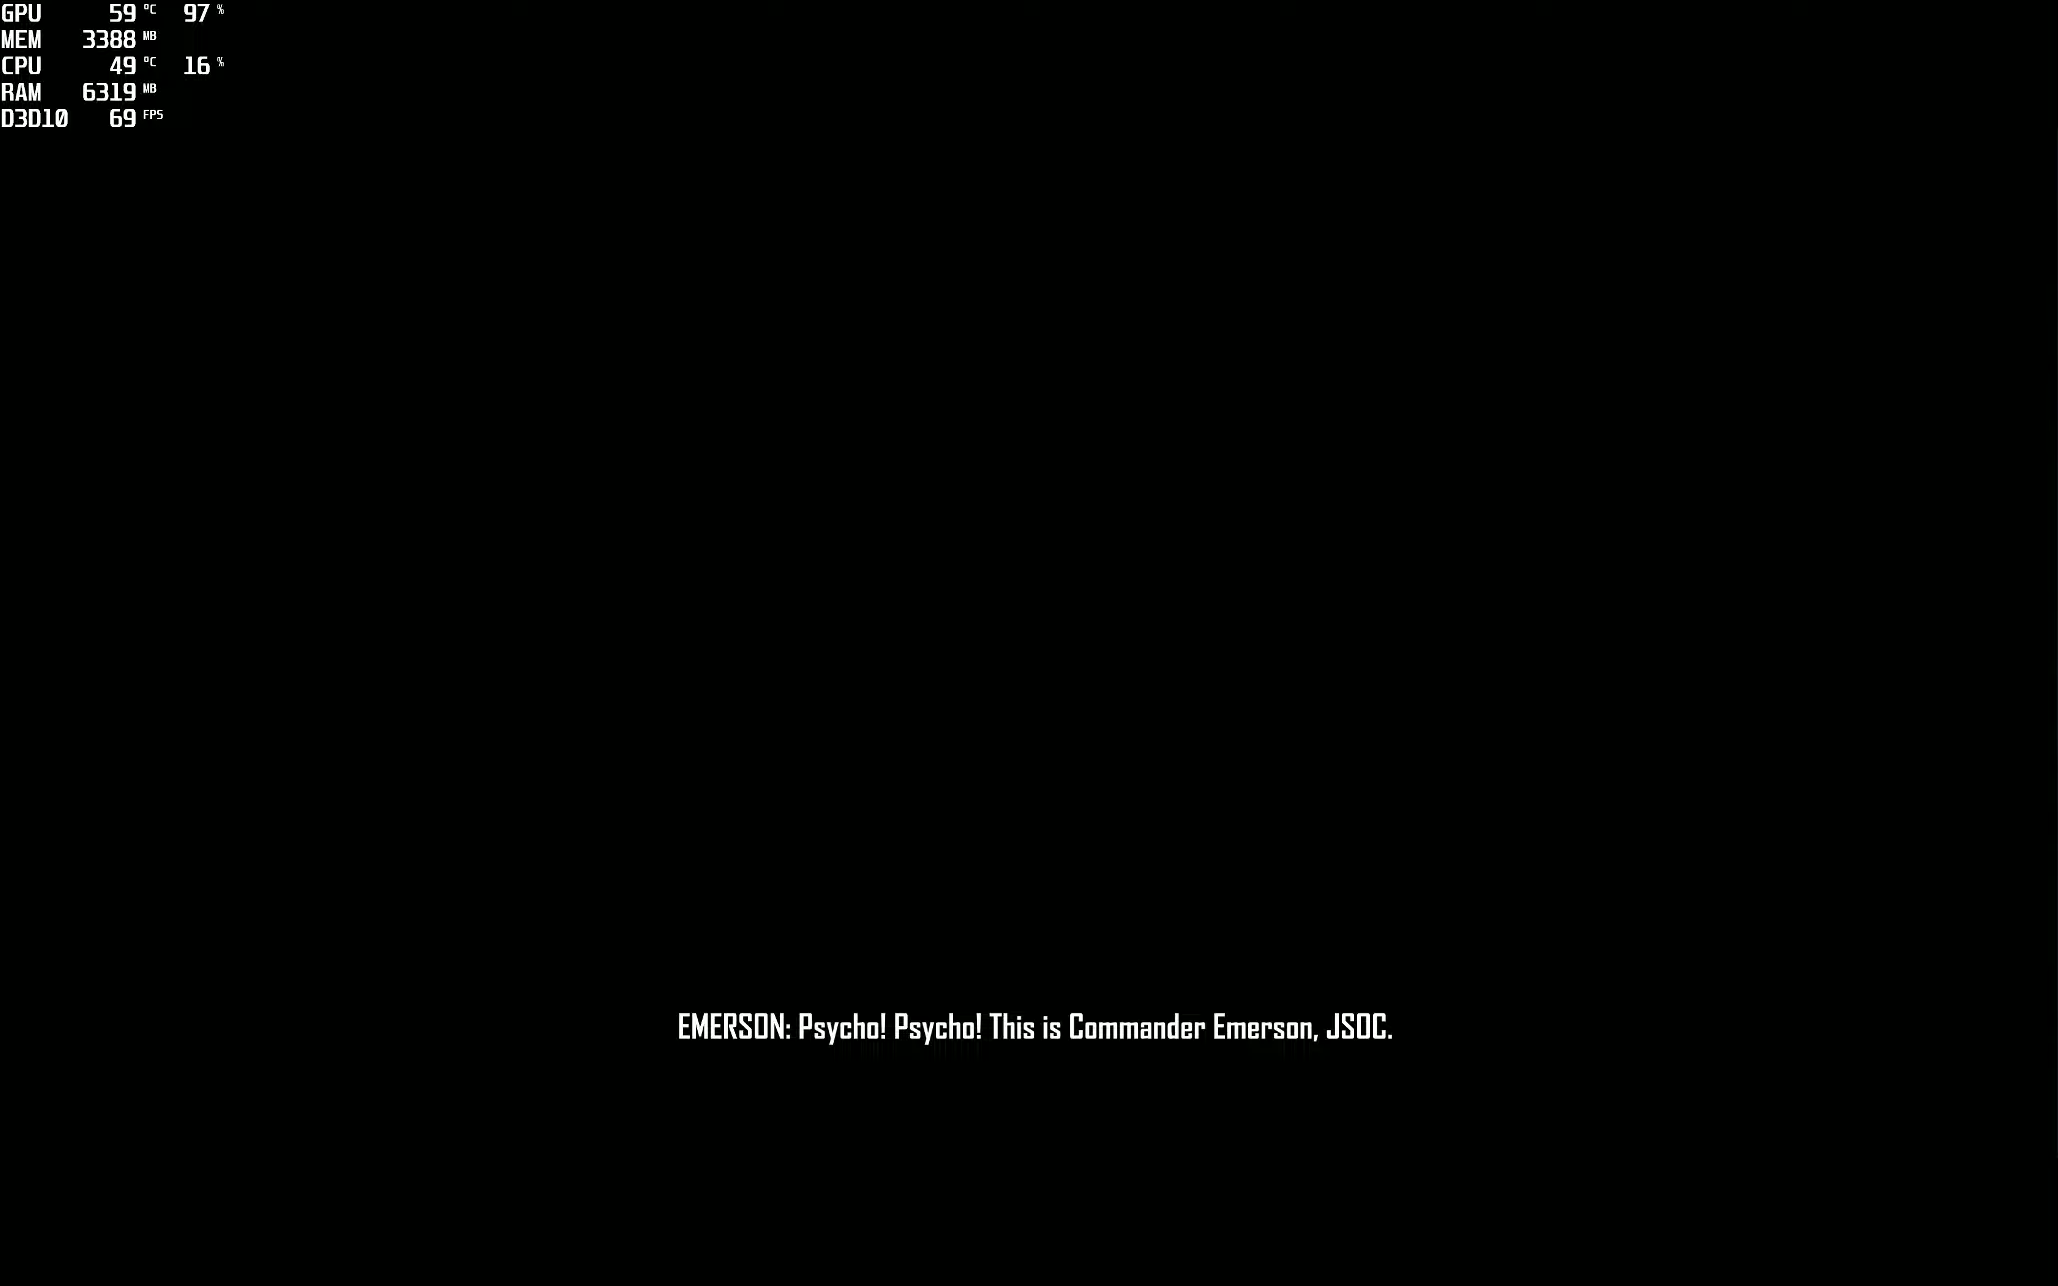 GPU 59 °C 97 %
MEM 3388 MB
CPU 49 °C 16 %
RAM 6319 MB
D3D10 69 FPS
EMERSON: Psycho! Psycho! This is Commander Emerson, JSOC.